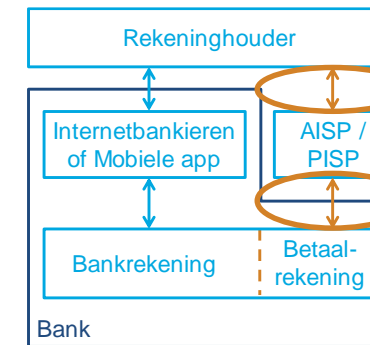 Rekeninghouder
Internetbankieren
of Mobiele app
AISP /
PISP
Bankrekening
Betaal-
rekening
Bank